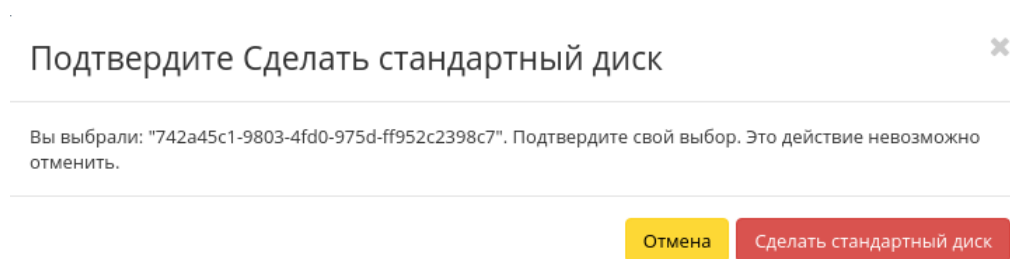 Подтвердите Сделать стандартный диск
Вы выбрали: "742a45c1-9803-4fd0-975d-ff952c2398c7". Подтвердите свой выбор. Это действие невозможно
отменить.
Отмена
Сделать стандартный диск